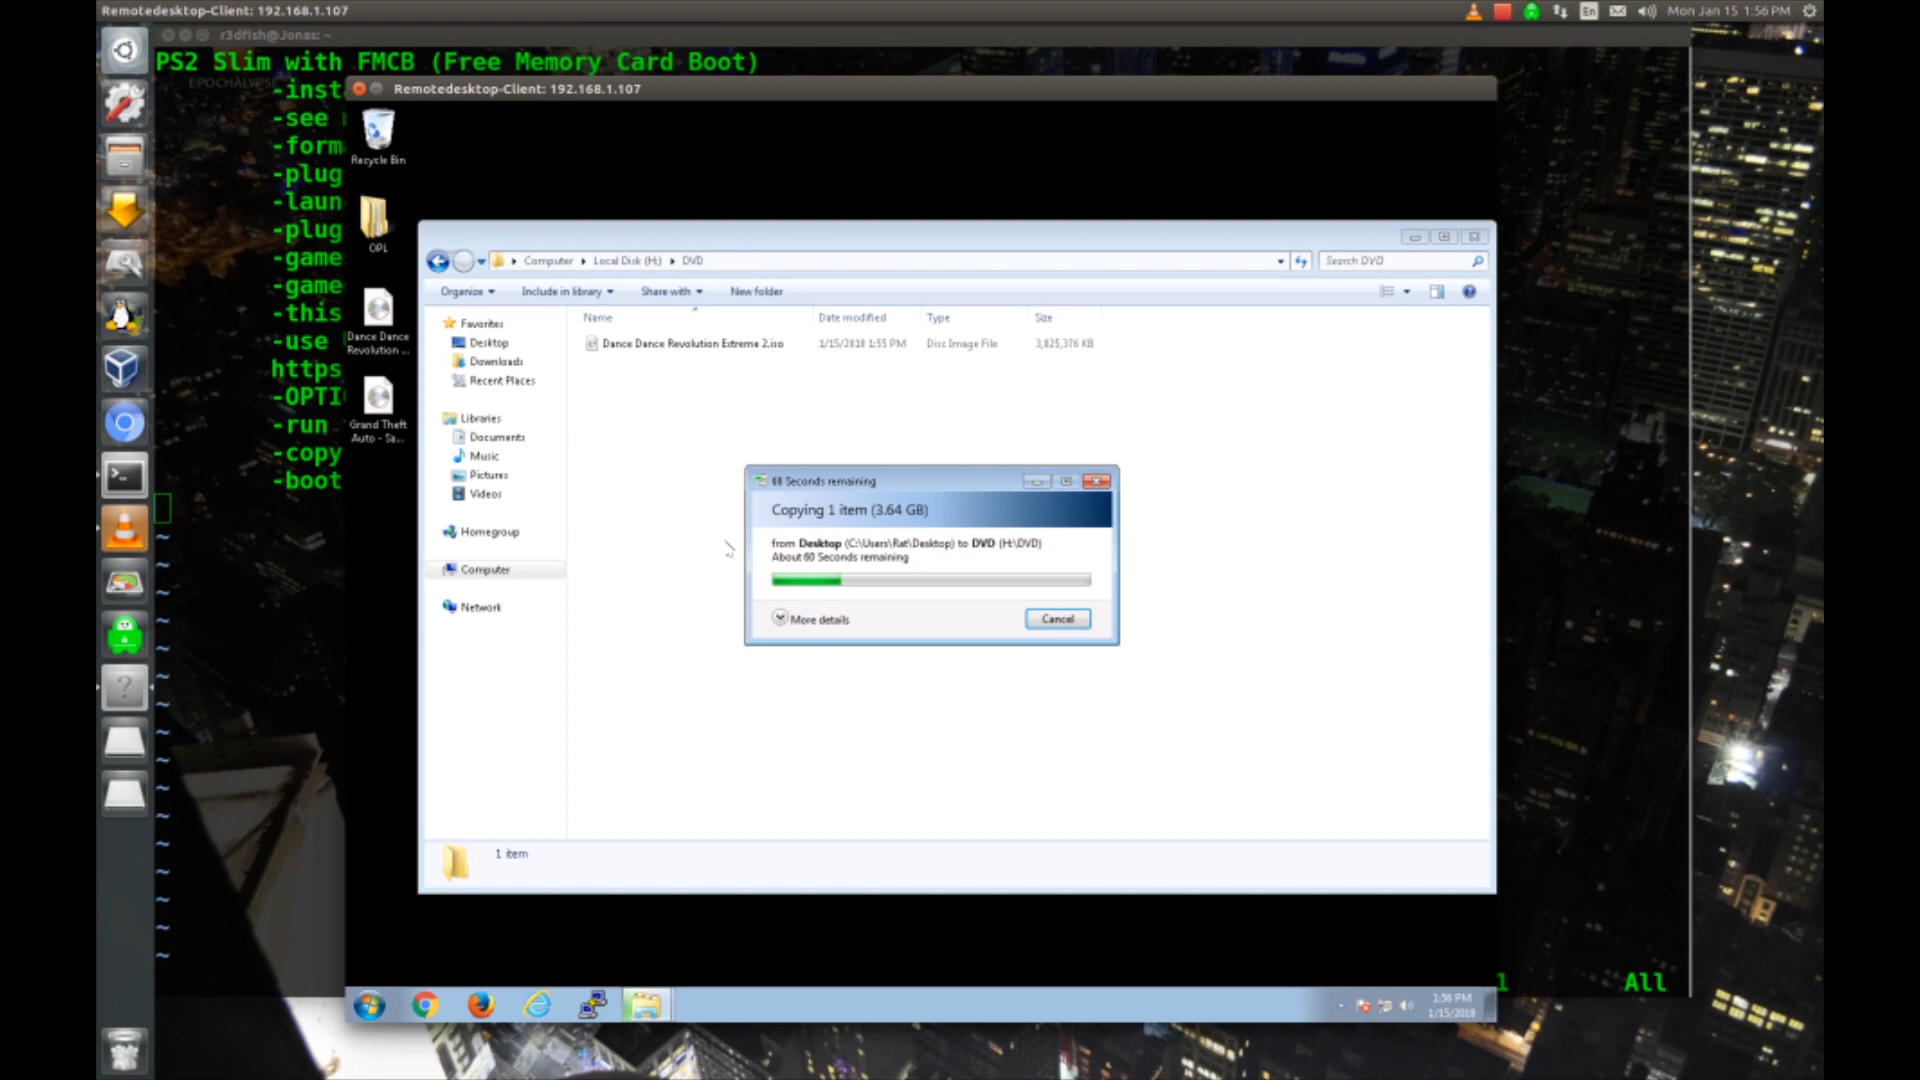 Remotedesktop-Client: 192.168.1.107
En
Mon Jan 15 1:56 PM
r3dfish@Jonas: ~
PS2 Slim with FMCB (Free Memory Card Boot)
-inst
-see
-form
-plug
-laun
-plug
-game
-game
-this
-use
https
-OPTI
-run
-copy
-boot
Remotedesktop-Client: 192.168.1.107
Recycle Bin
OPL
Dance Dance
Revolution ...
Grand Theft
Auto - Sa...
Computer Local Disk (H:) DVD
Search DVD
Organize Include in library Share with New folder
Favorites
Desktop
Downloads
Recent Places
Libraries
Documents
Music
Pictures
Videos
Homegroup
Computer
Network
Name Date modified Type Size
Dance Dance Revolution Extreme 2.iso 1/15/2018 1:55 PM Disc Image File 3,825,376 KB
60 Seconds remaining
Copying 1 item (3.64 GB)
from Desktop (C:\Users\Rat\Desktop) to DVD (H:\DVD)
About 60 Seconds remaining
More details
Cancel
1 item
1 All
1:56 PM
1/15/2018